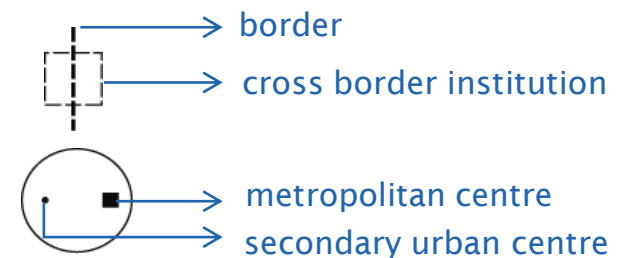 border
cross border institution
metropolitan centre
secondary urban centre